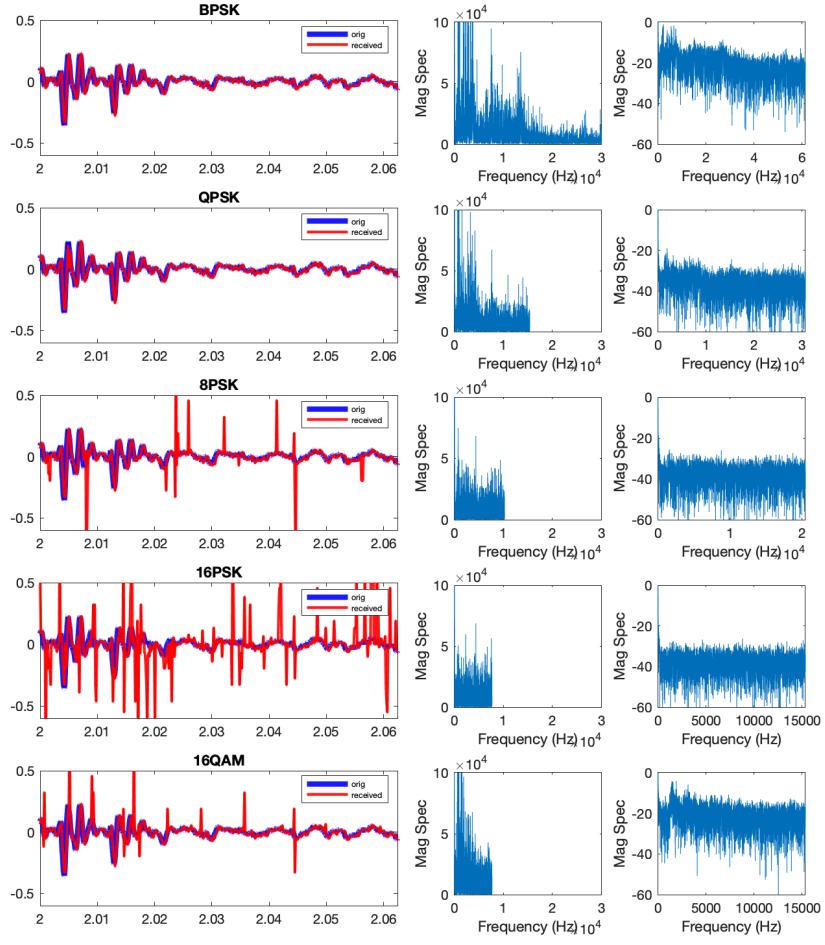 BPSK
0.5
0
-0.5
orig
received
2 2.01 2.02 2.03 2.04 2.05 2.06
Mag Spec
10 ×10^4
5
0
0 1 2 3
Frequency (Hz) ×10^4
Mag Spec
0
-20
-40
-60
0 2 4 6
Frequency (Hz) ×10^4
QPSK
0.5
0
-0.5
orig
received
2 2.01 2.02 2.03 2.04 2.05 2.06
Mag Spec
10 ×10^4
5
0
0 1 2 3
Frequency (Hz) ×10^4
Mag Spec
0
-20
-40
-60
0 1 2 3
Frequency (Hz) ×10^4
8PSK
0.5
0
-0.5
orig
received
2 2.01 2.02 2.03 2.04 2.05 2.06
Mag Spec
10 ×10^4
5
0
0 1 2 3
Frequency (Hz) ×10^4
Mag Spec
0
-20
-40
-60
0 1 2
Frequency (Hz) ×10^4
16PSK
0.5
0
-0.5
orig
received
2 2.01 2.02 2.03 2.04 2.05 2.06
Mag Spec
10 ×10^4
5
0
0 1 2 3
Frequency (Hz) ×10^4
Mag Spec
0
-20
-40
-60
0 5000 10000 15000
Frequency (Hz)
16QAM
0.5
0
-0.5
orig
received
2 2.01 2.02 2.03 2.04 2.05 2.06
Mag Spec
10 ×10^4
5
0
0 1 2 3
Frequency (Hz) ×10^4
Mag Spec
0
-20
-40
-60
0 5000 10000 15000
Frequency (Hz)